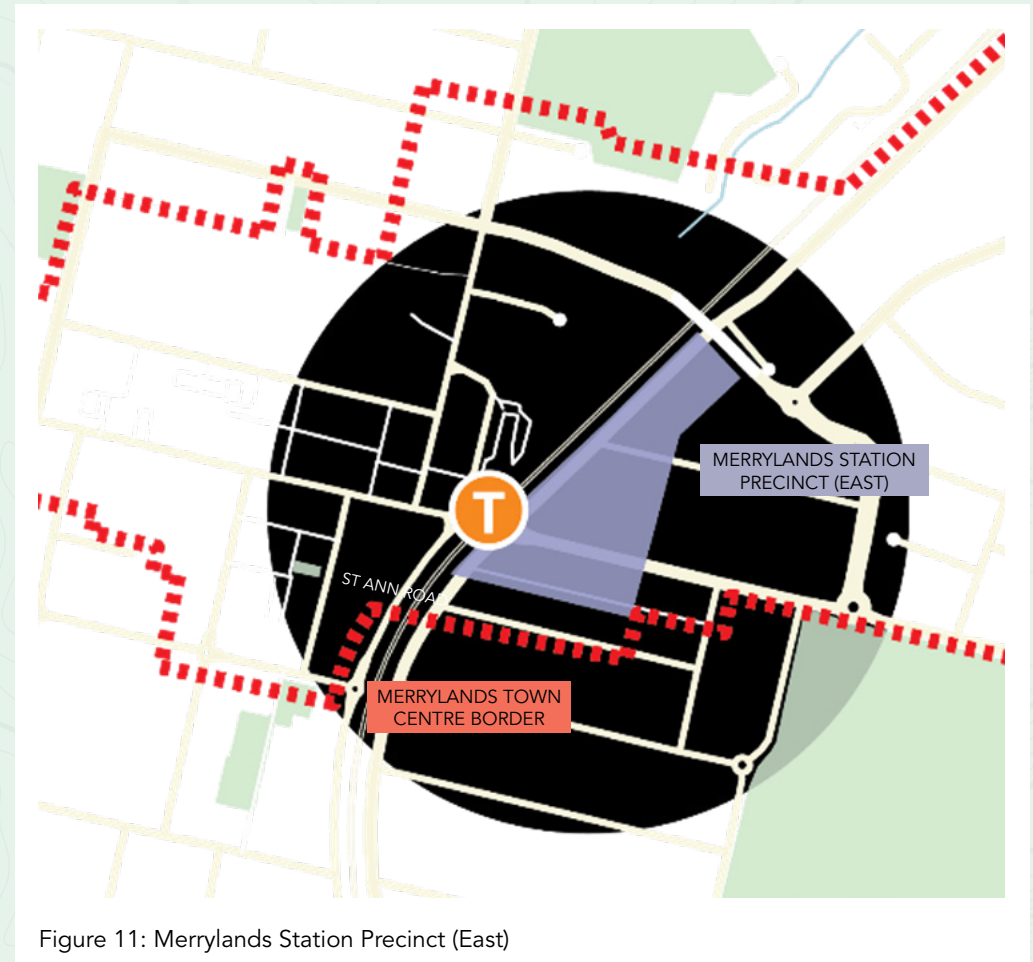 MERRYLANDS STATION
PRECINCT (EAST)
T
ST ANN ROAD
MERRYLANDS TOWN
CENTRE BORDER
Figure 11: Merrylands Station Precinct (East)